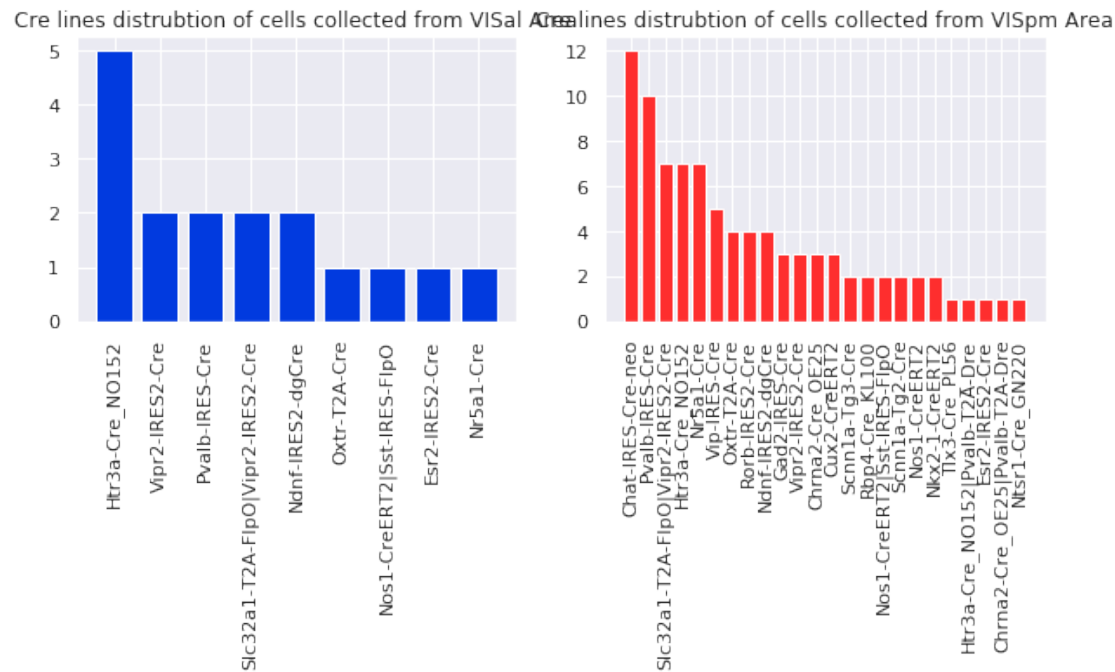 Cre lines distrubtion of cells collected from VISal Area
Cre lines distrubtion of cells collected from VISpm Area
5
4
3
2
1
0
Htr3a-Cre_NO152
Vipr2-IRES2-Cre
Pvalb-IRES-Cre
Slc32a1-T2A-FlpO|Vipr2-IRES2-Cre
Ndnf-IRES2-dgCre
Oxtr-T2A-Cre
Nos1-CreERT2|Sst-IRES-FlpO
Esr2-IRES2-Cre
Nr5a1-Cre
12
10
8
6
4
2
0
Chat-IRES-Cre-neo
Pvalb-IRES-Cre
Slc32a1-T2A-FlpO|Vipr2-IRES2-Cre
Htr3a-Cre_NO152
Nr5a1-Cre
Vip-IRES-Cre
Oxtr-T2A-Cre
Rorb-IRES2-Cre
Ndnf-IRES2-dgCre
Gad2-IRES-Cre
Vipr2-IRES2-Cre
Chrna2-Cre_OE25
Cux2-CreERT2
Scnn1a-Tg3-Cre
Rbp4-Cre_KL100
Nos1-CreERT2|Sst-IRES-FlpO
Scnn1a-Tg2-Cre
Nos1-CreERT2
Nkx2-1-CreERT2
Tlx3-Cre_PL56
Htr3a-Cre_NO152|Pvalb-T2A-Dre
Esr2-IRES2-Cre
Chrna2-Cre_OE25|Pvalb-T2A-Dre
Ntsr1-Cre_GN220